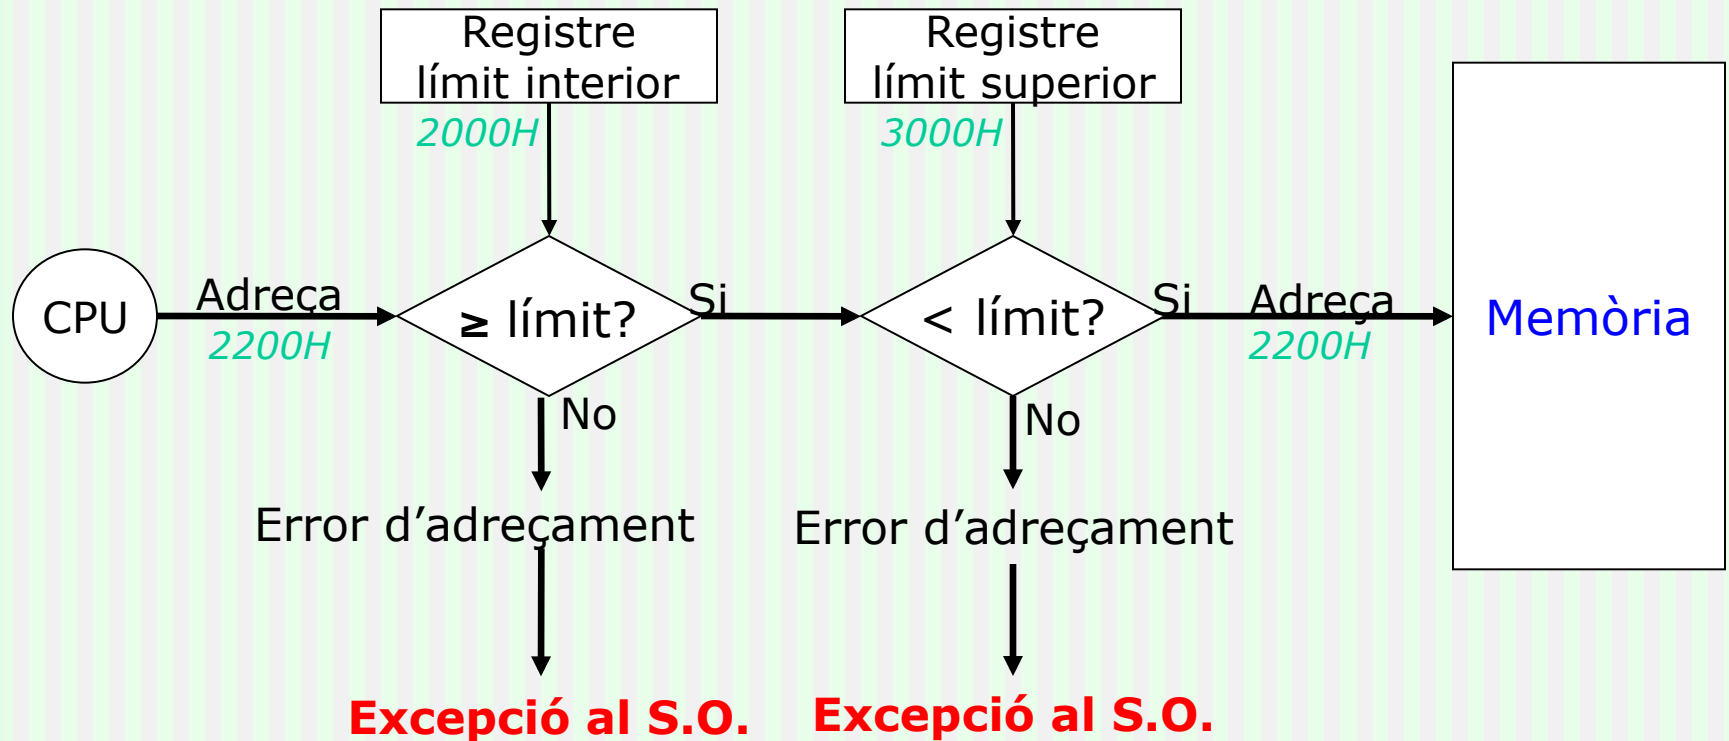 Registre
límit interior
2000H
Registre
límit superior
3000H
CPU
Adreça
2200H
≥ límit?
Si
< límit?
Si
Adreça
2200H
Memòria
No
No
Error d’adreçament
Error d’adreçament
Excepció al S.O.
Excepció al S.O.